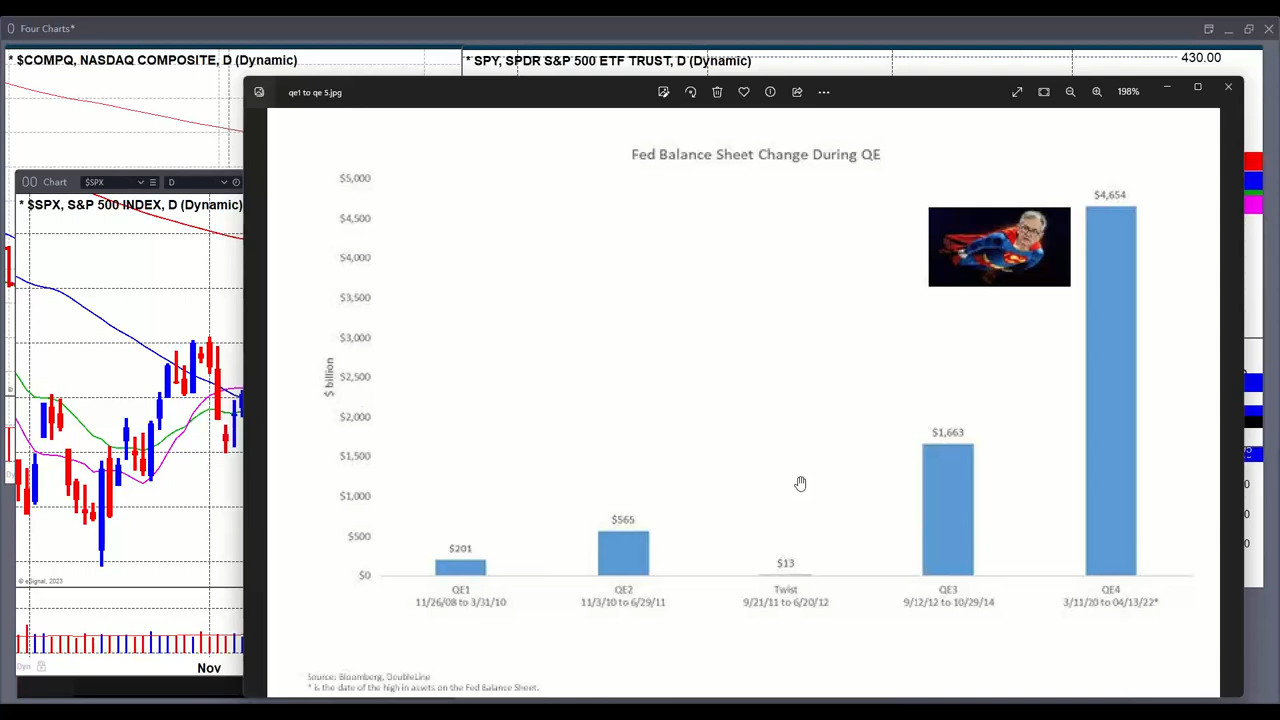 Four Charts*
* $COMPQ, NASDAQ COMPOSITE, D (Dynamic)
* SPY, SPDR S&P 500 ETF TRUST, D (Dynamic)
430.00
qe1 to qe 5.jpg
198%
Chart
$SPX
D
* $SPX, S&P 500 INDEX, D (Dynamic)
Fed Balance Sheet Change During QE
$ billion
$5,000
$4,500
$4,000
$3,500
$3,000
$2,500
$2,000
$1,500
$1,000
$500
$0
$201
$565
$13
$1,663
$4,654
QE1
11/26/08 to 3/31/10
QE2
11/3/10 to 6/29/11
Twist
9/21/11 to 6/20/12
QE3
9/12/12 to 10/29/14
QE4
3/11/20 to 04/13/22*
© eSignal, 2023
Dyn
Nov
Source: Bloomberg, DoubleLine
* is the date of the high in assets on the Fed Balance Sheet.